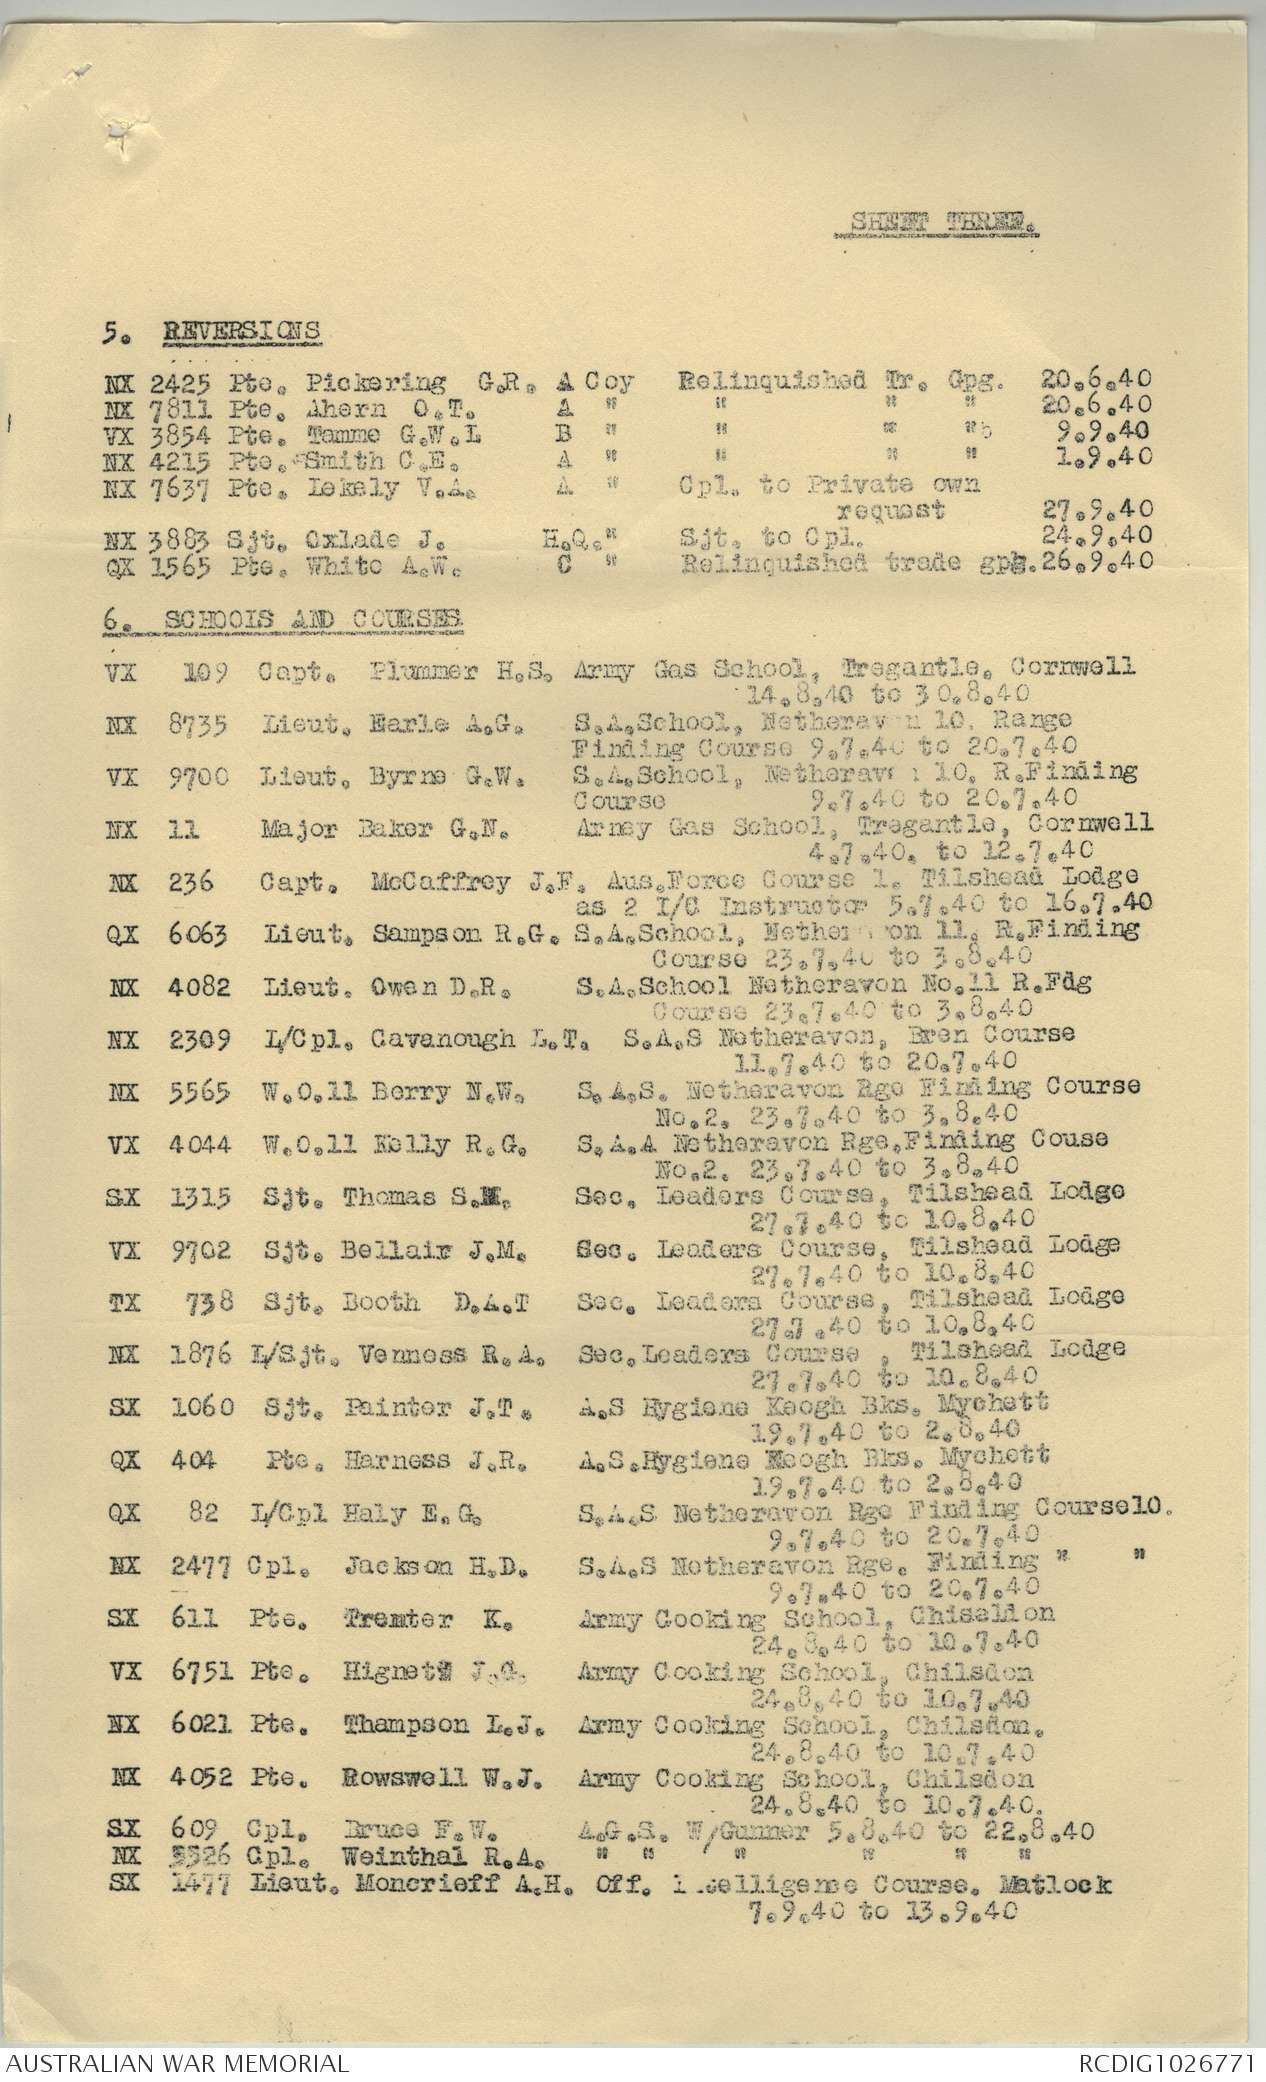 SHEET THREE.
5. REVERSIONS
NX 2425 Pte. Pickering G.R. A Coy Relinquished Tr. Gpg. 20.6.40
NX 7811 Pte. Ahern O.T. A " " " " 20.6.40
VX 3854 Pte. Tamme G.W.L B " " " " 9.9.40
NX 4215 Pte. Smith C.E. A " " " " 1.9.40
NX 7637 Pte. Lekely V.A. A " Cpl. to Private own
request 27.9.40
NX 3883 Sjt. Oxlade J. H.Q." Sjt. to Cpl. 24.9.40
QX 1565 Pte. White A.W. C " Relinquished trade gpg. 26.9.40
6. SCHOOLS AND COURSES
VX 109 Capt. Plummer H.S. Army Gas School, Tregantle, Cornwell
14.8.40 to 30.8.40
NX 8735 Lieut. Earle A.G. S.A.School, Netheravon 10. Range
Finding Course 9.7.40 to 20.7.40
VX 9700 Lieut. Byrne G.W. S.A.School, Netheravon 10. R.Finding
Course 9.7.40 to 20.7.40
NX 11 Major Baker G.N. Army Gas School, Tregantle, Cornwell
4.7.40. to 12.7.40
NX 236 Capt. McCaffrey J.F. Aus.Force Course 1. Tilshead Lodge
as 2 I/C Instructor 5.7.40 to 16.7.40
QX 6063 Lieut. Sampson R.G. S.A.School, Netheravon 11. R.Finding
Course 23.7.40 to 3.8.40
NX 4082 Lieut. Owen D.R. S.A.School Netheravon No.11 R.Fdg
Course 23.7.40 to 3.8.40
NX 2309 L/Cpl. Cavanough L.T. S.A.S Netheravon, Bren Course
11.7.40 to 20.7.40
NX 5565 W.O.11 Berry N.W. S.A.S. Netheravon Rge Finding Course
No.2. 23.7.40 to 3.8.40
VX 4044 W.O.11 Kelly R.G. S.A.A Netheravon Rge.Finding Couse
No.2. 23.7.40 to 3.8.40
SX 1315 Sjt. Thomas S.M. Sec. Leaders Course, Tilshead Lodge
27.7.40 to 10.8.40
VX 9702 Sjt. Bellair J.M. Sec. Leaders Course, Tilshead Lodge
27.7.40 to 10.8.40
TX 738 Sjt. Booth D.A.T Sec. Leaders Course, Tilshead Lodge
27.7.40 to 10.8.40
NX 1876 L/Sjt. Venness R.A. Sec.Leaders Course , Tilshead Lodge
27.7.40 to 10.8.40
SX 1060 Sjt. Painter J.T. A.S Hygiene Keogh Bks. Mychett
19.7.40 to 2.8.40
QX 404 Pte. Harness J.R. A.S.Hygiene Keogh Bks. Mychett
19.7.40 to 2.8.40
QX 82 L/Cpl Haly E.G. S.A.S Netheravon Rge Finding Course10.
9.7.40 to 20.7.40
NX 2477 Cpl. Jackson H.D. S.A.S Netheravon Rge. Finding " "
9.7.40 to 20.7.40
SX 611 Pte. Tremter K. Army Cooking School, Chiseldon
24.8.40 to 10.7.40
VX 6751 Pte. Hignett J.G. Army Cooking School, Chilsdon
24.8.40 to 10.7.40
NX 6021 Pte. Thampson L.J. Army Cooking School, Chilsdon.
24.8.40 to 10.7.40
NX 4052 Pte. Rowswell W.J. Army Cooking School, Chilsdon
24.8.40 to 10.7.40.
SX 609 Cpl. Bruce F.W. A.G.S. W/Gunner 5.8.40 to 22.8.40
NX 5526 Cpl. Weinthal R.A. " " " " " "
SX 1477 Lieut. Moncrieff A.H. Off. Intelligence Course. Matlock
7.9.40 to 13.9.40
AUSTRALIAN WAR MEMORIAL
RCDIG1026771